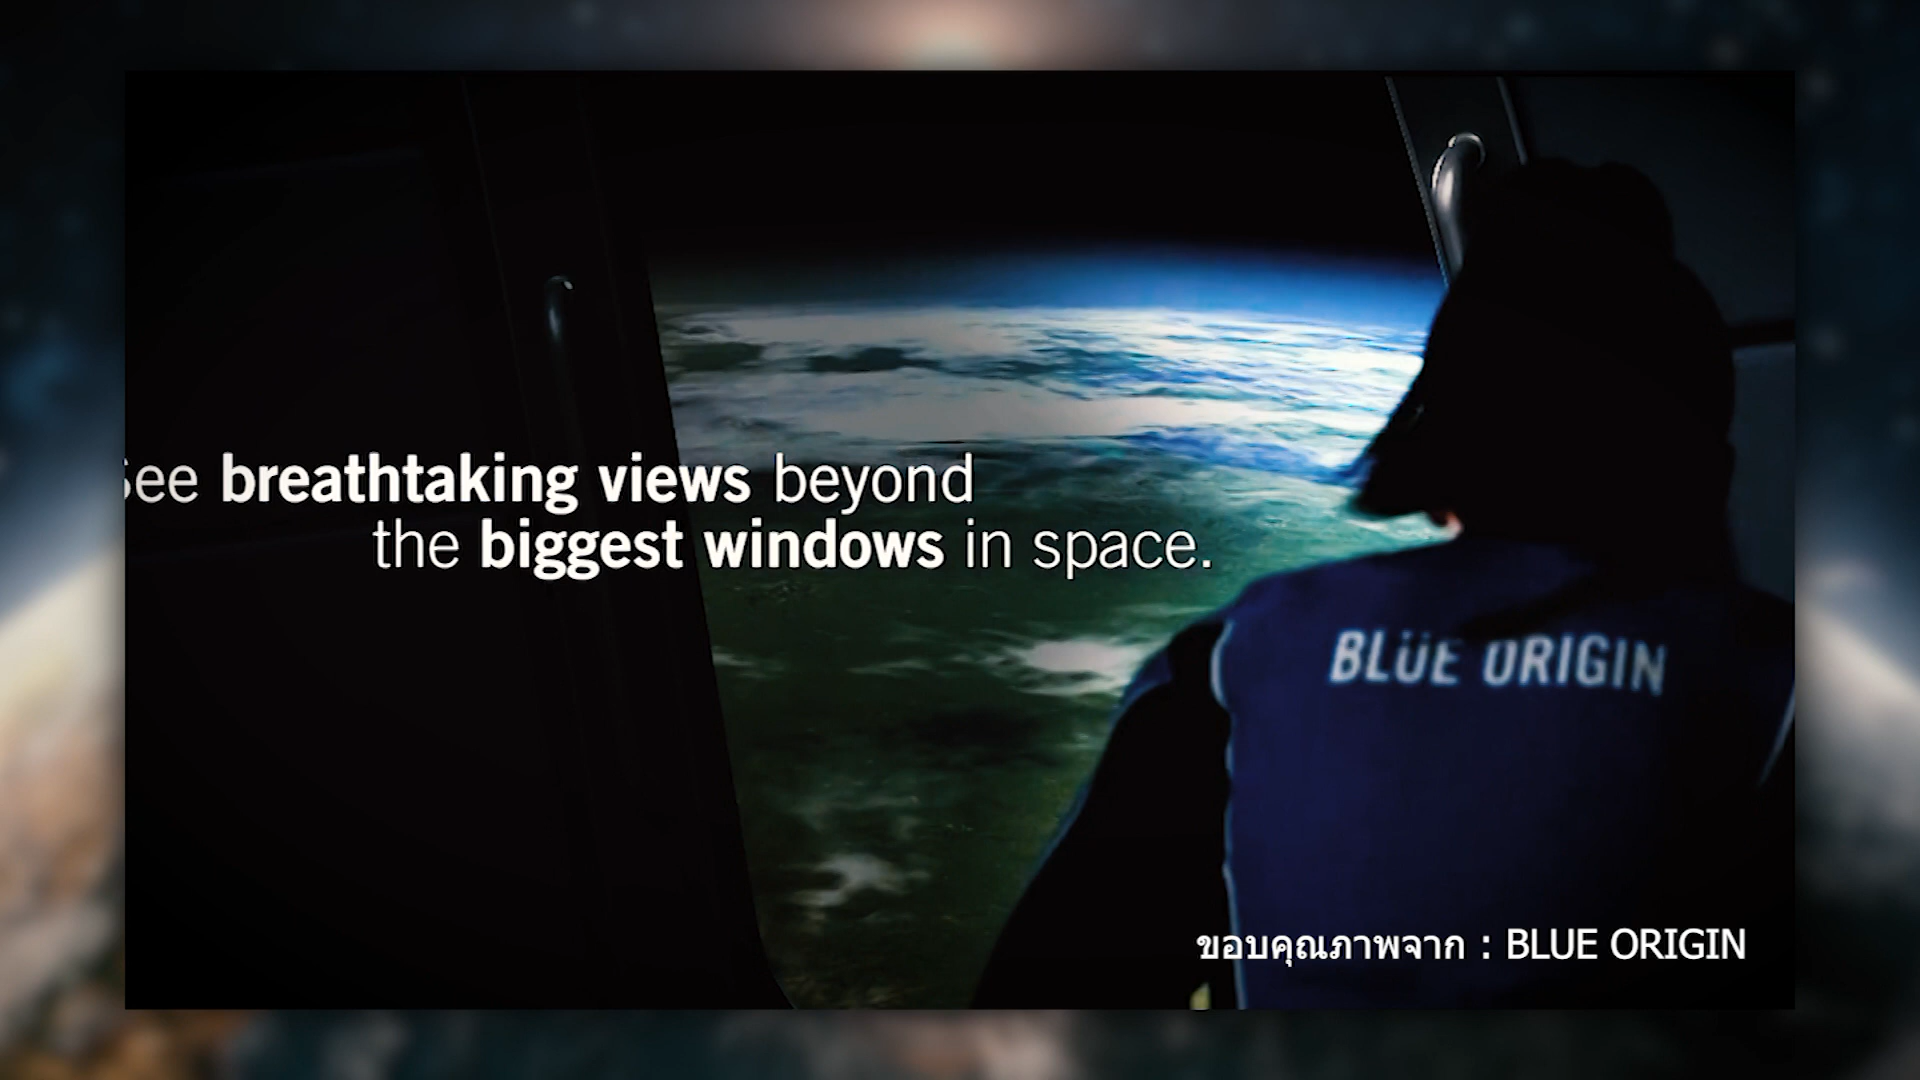 See breathtaking views beyond
the biggest windows in space.
BLUE ORIGIN
ขอบคุณภาพจาก : BLUE ORIGIN